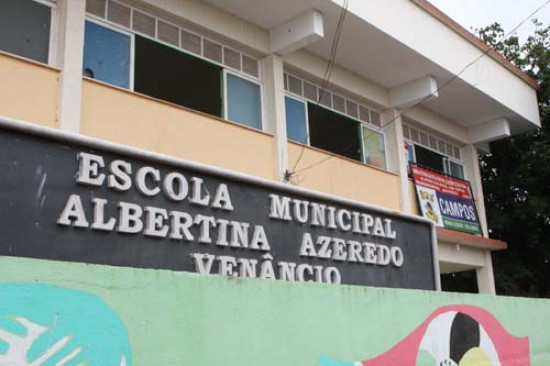 ESCOLA MUNICIPAL
ALBERTINA AZEREDO
VENÂNCIO
CAMPOS